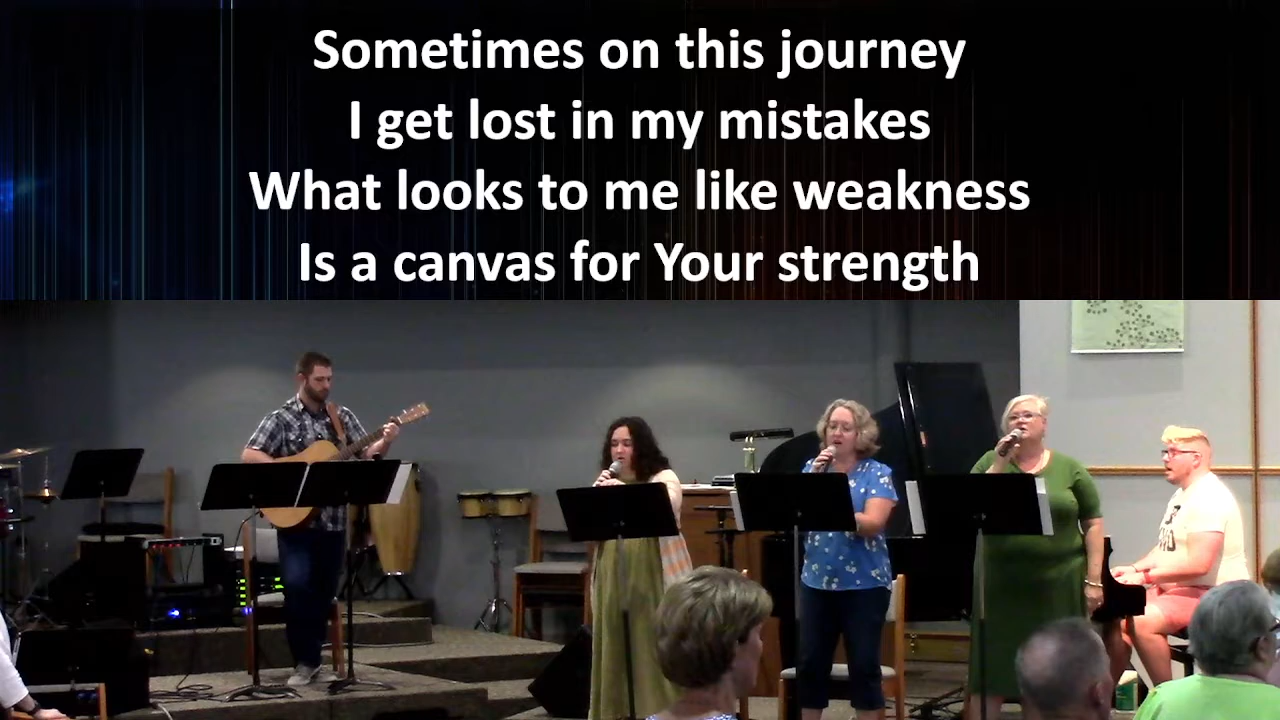 Sometimes on this journey
I get lost in my mistakes
What looks to me like weakness
Is a canvas for Your strength